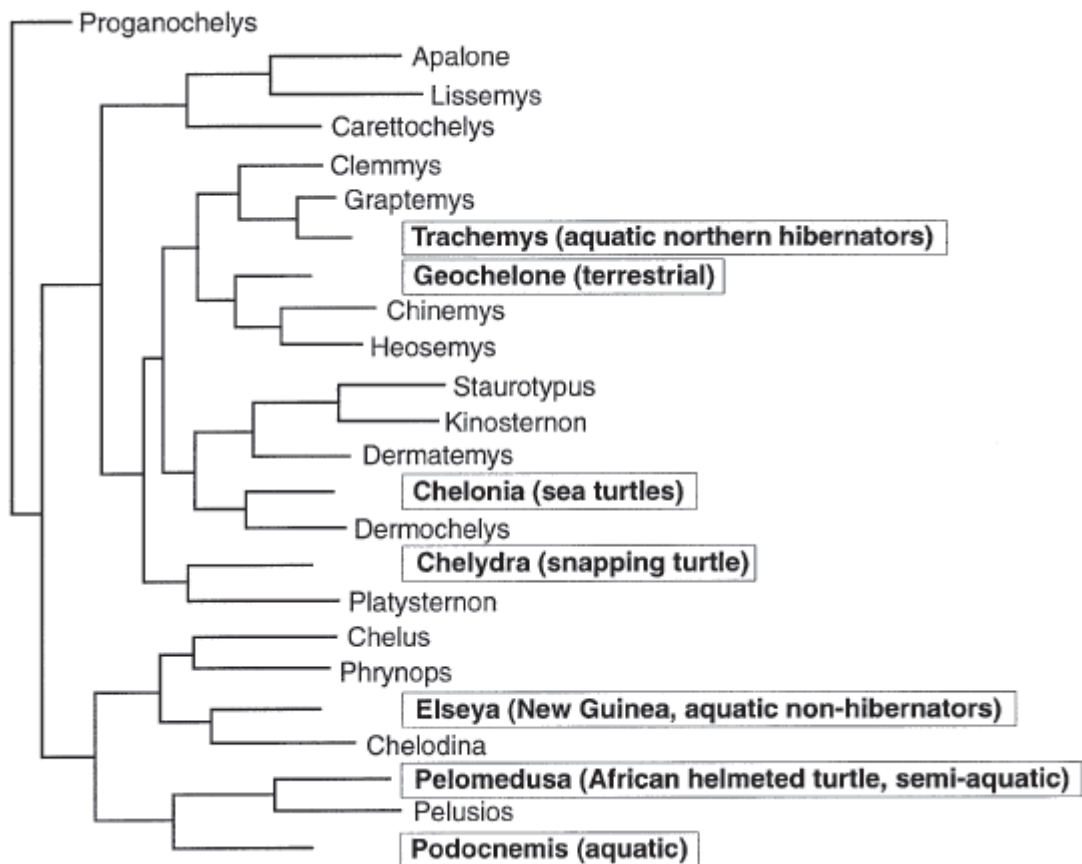 Proganochelys
Apalone
Lissemys
Carettochelys
Clemmys
Graptemys
Trachemys (aquatic northern hibernators)
Geochelone (terrestrial)
Chinemys
Heosemys
Staurotypus
Kinosternon
Dermatemys
Chelonia (sea turtles)
Dermochelys
Chelydra (snapping turtle)
Platysternon
Chelus
Phrynops
Elseya (New Guinea, aquatic non-hibernators)
Chelodina
Pelomedusa (African helmeted turtle, semi-aquatic)
Pelusios
Podocnemis (aquatic)